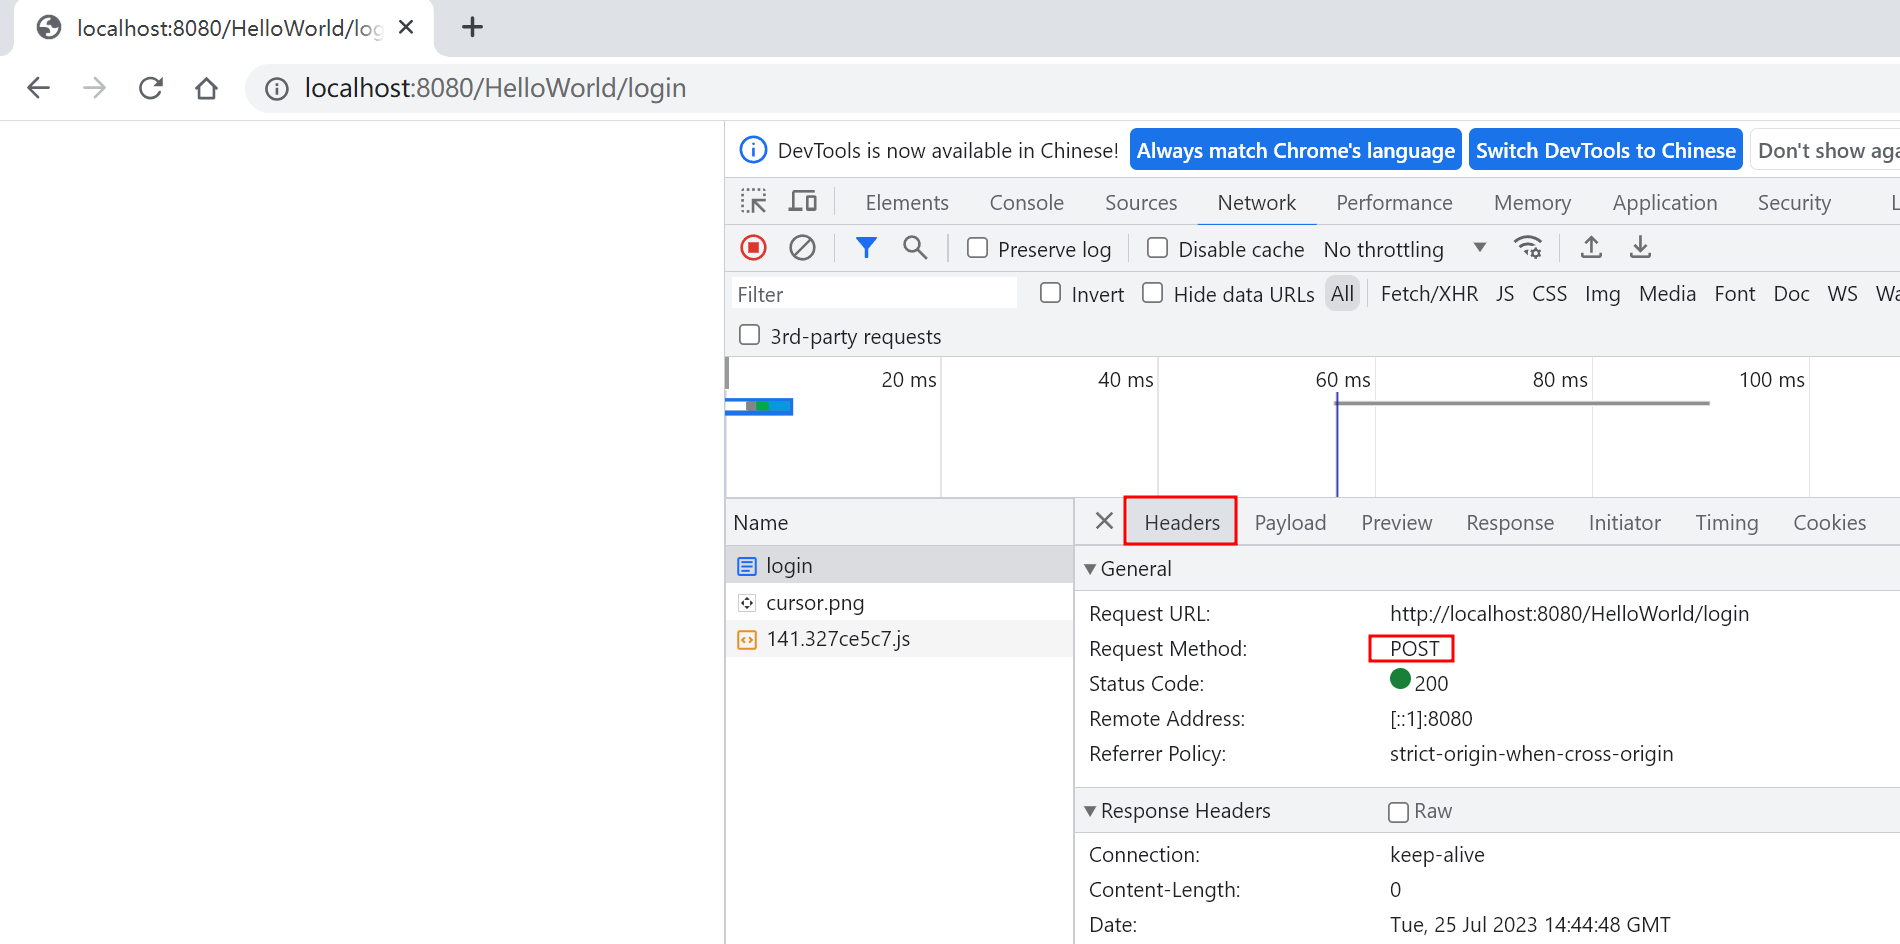 localhost:8080/HelloWorld/log
localhost:8080/HelloWorld/login
DevTools is now available in Chinese! Always match Chrome's language Switch DevTools to Chinese Don't show aga
Elements Console Sources Network Performance Memory Application Security L
Preserve log Disable cache No throttling
Filter Invert Hide data URLs All Fetch/XHR JS CSS Img Media Font Doc WS Wa
3rd-party requests
20 ms 40 ms 60 ms 80 ms 100 ms
Name Headers Payload Preview Response Initiator Timing Cookies
login
cursor.png
141.327ce5c7.js
General
Request URL: http://localhost:8080/HelloWorld/login
Request Method: POST
Status Code: 200
Remote Address: [::1]:8080
Referrer Policy: strict-origin-when-cross-origin
Response Headers Raw
Connection: keep-alive
Content-Length: 0
Date: Tue, 25 Jul 2023 14:44:48 GMT